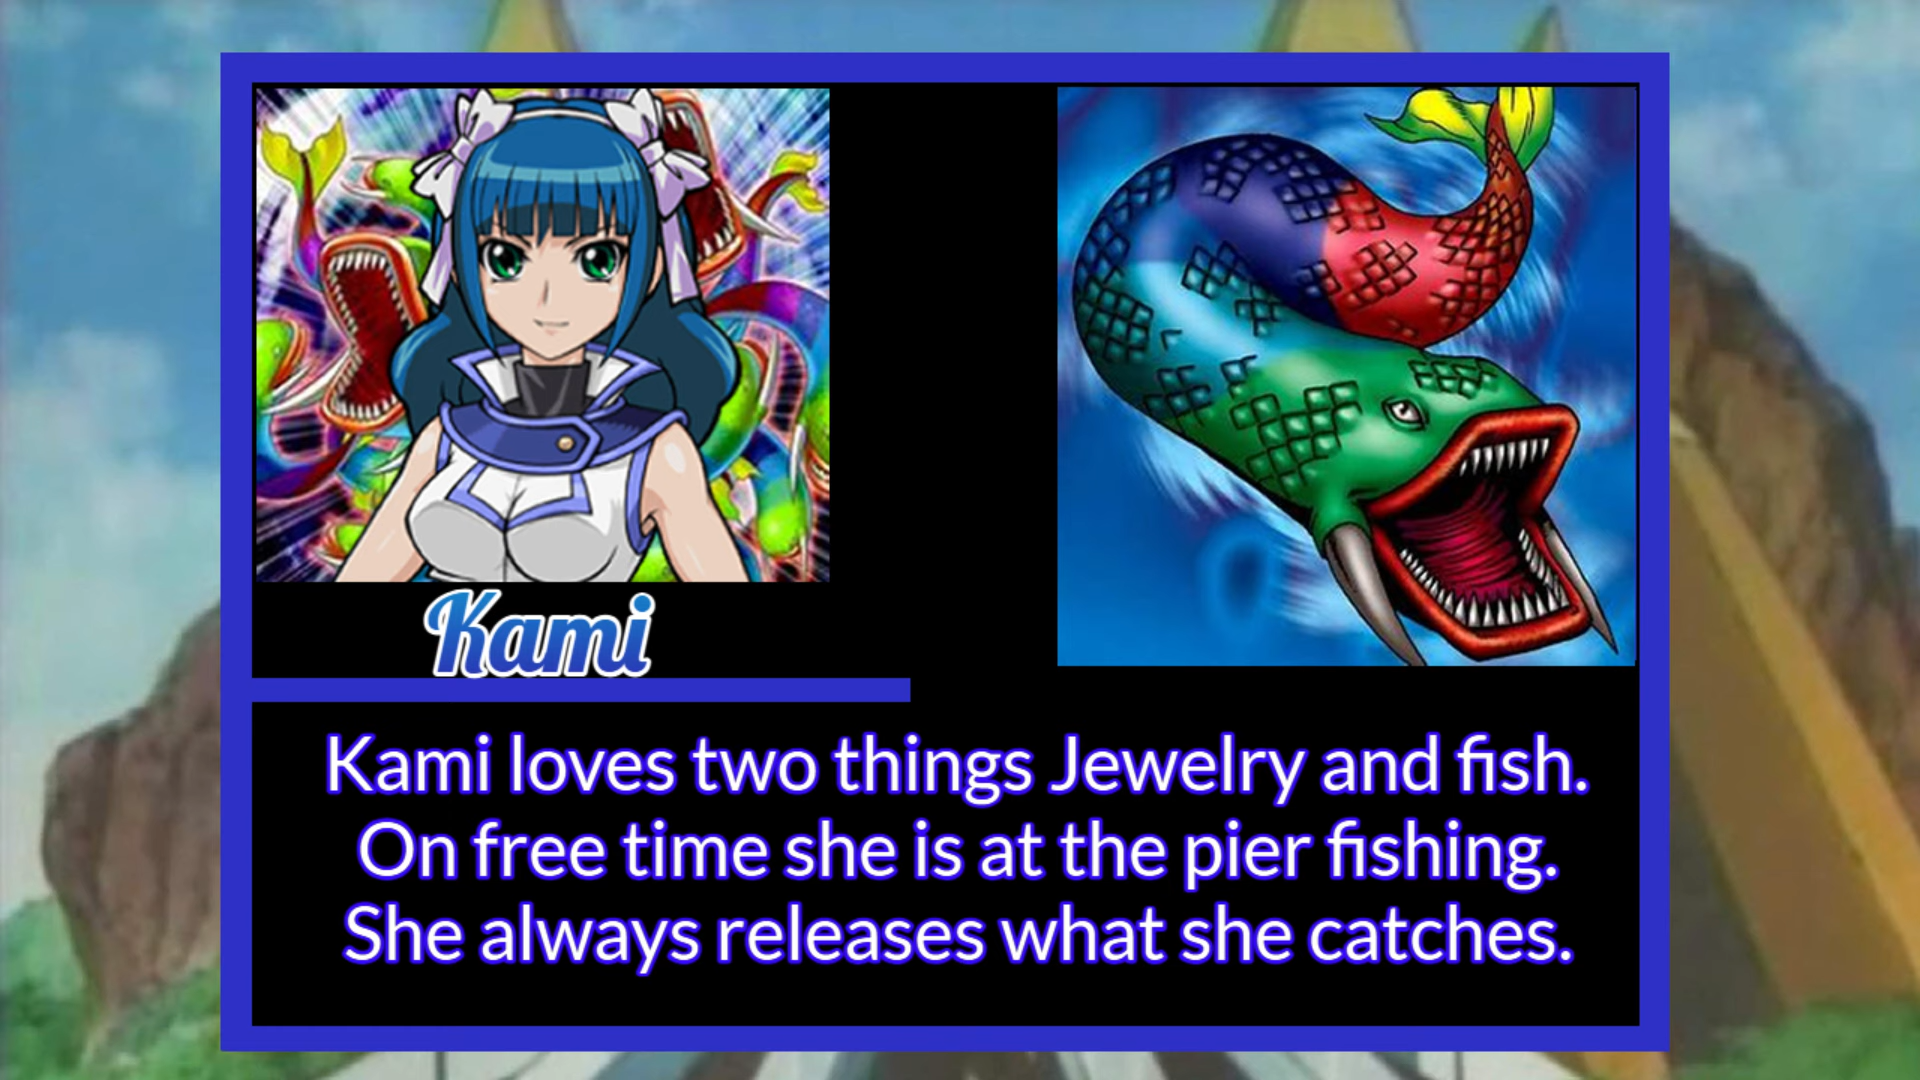 Kami
Kami loves two things Jewelry and fish.
On free time she is at the pier fishing.
She always releases what she catches.